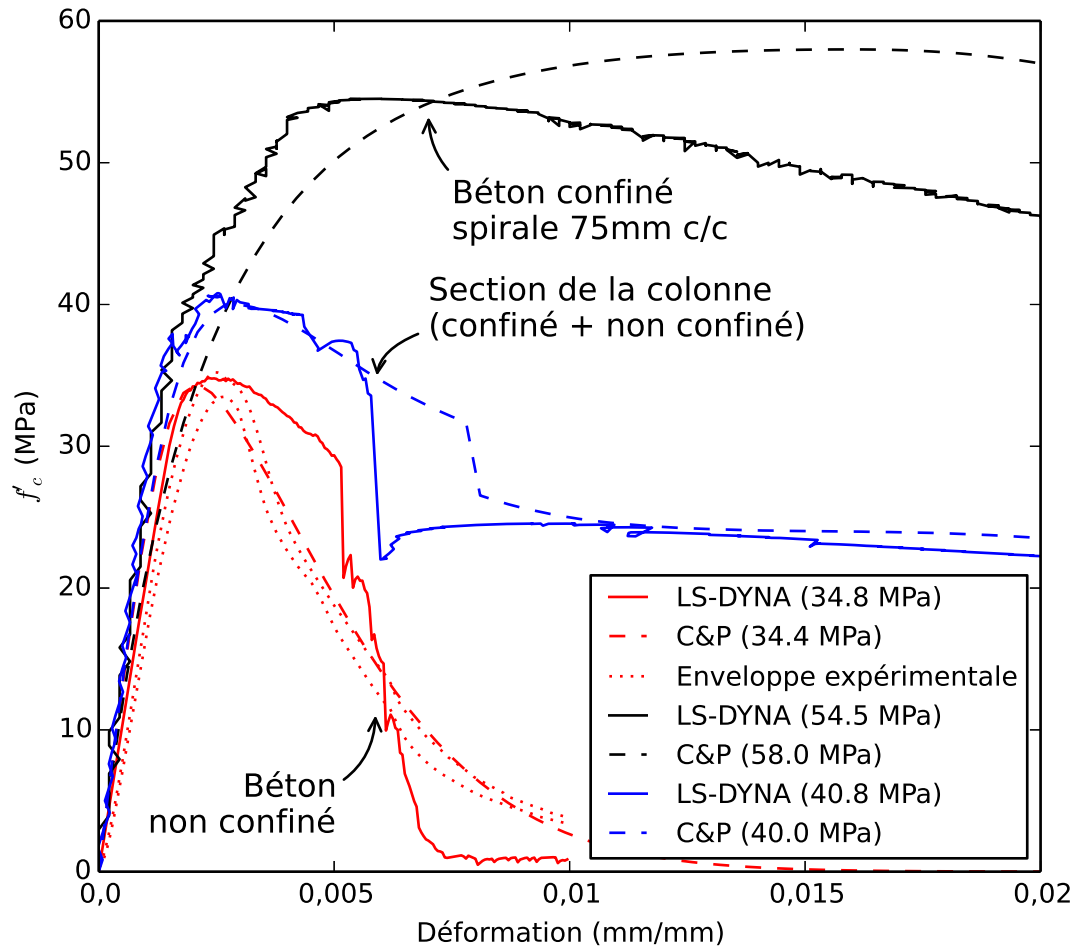 60
50
40
30
20
10
0
f′c (MPa)
Béton confiné
spirale 75mm c/c
Section de la colonne
(confiné + non confiné)
Béton
non confiné
LS-DYNA (34.8 MPa)
C&P (34.4 MPa)
Enveloppe expérimentale
LS-DYNA (54.5 MPa)
C&P (58.0 MPa)
LS-DYNA (40.8 MPa)
C&P (40.0 MPa)
0,0 0,005 0,01 0,015 0,02
Déformation (mm/mm)